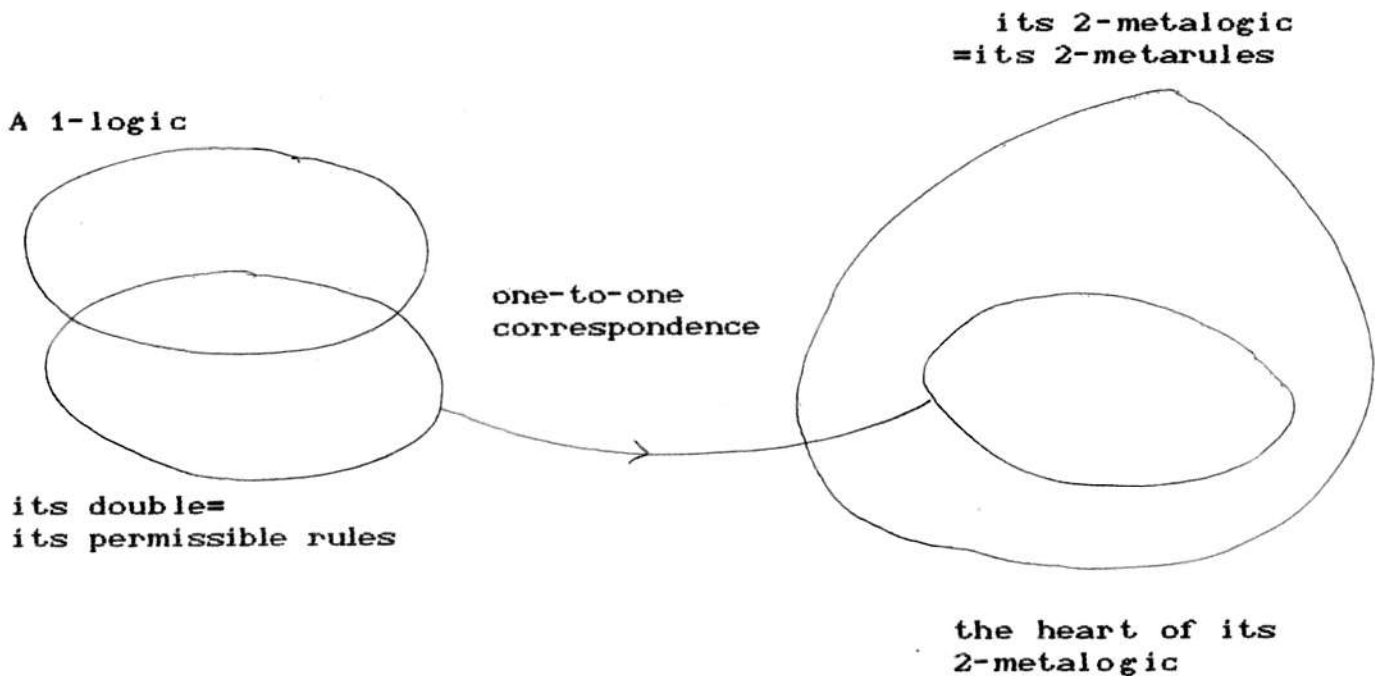 its 2-metalogic
=its 2-metarules
A 1-logic
one-to-one
correspondence
its double=
its permissible rules
the heart of its
2-metalogic